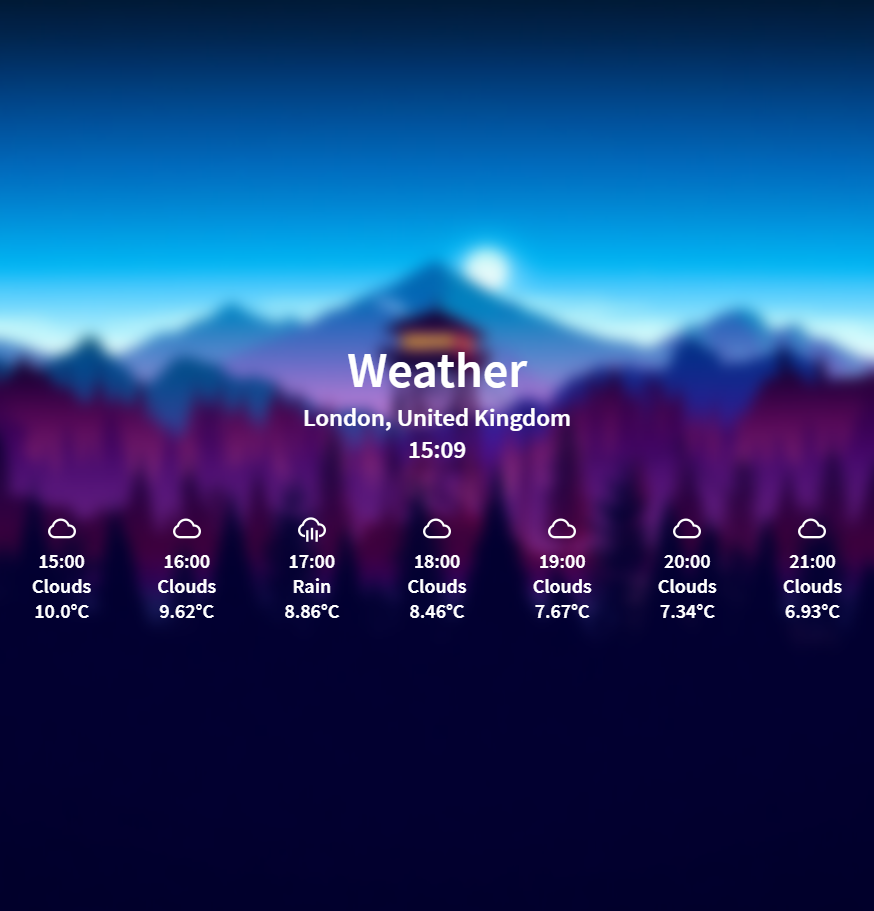 Weather
London, United Kingdom
15:09
15:00 16:00 17:00 18:00 19:00 20:00 21:00
Clouds Clouds Rain Clouds Clouds Clouds Clouds
10.0°C 9.62°C 8.86°C 8.46°C 7.67°C 7.34°C 6.93°C